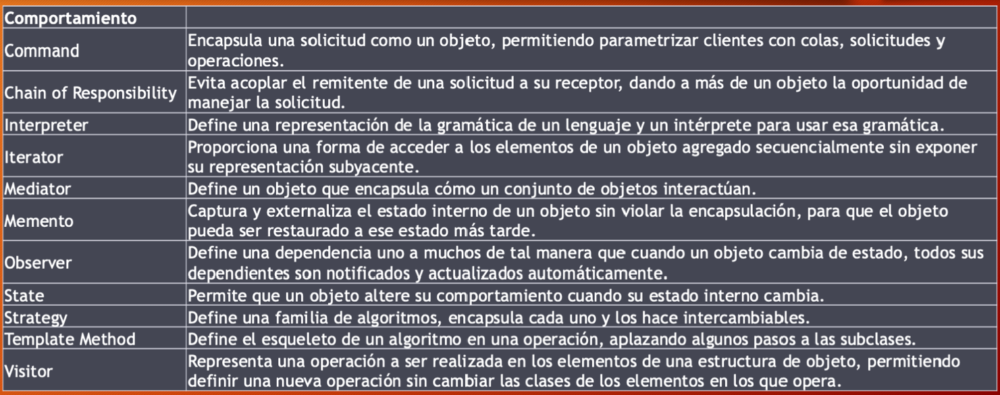 Comportamiento
Command
Encapsula una solicitud como un objeto, permitiendo parametrizar clientes con colas, solicitudes y
operaciones.
Chain of Responsibility
Evita acoplar el remitente de una solicitud a su receptor, dando a más de un objeto la oportunidad de
manejar la solicitud.
Interpreter
Define una representación de la gramática de un lenguaje y un intérprete para usar esa gramática.
Iterator
Proporciona una forma de acceder a los elementos de un objeto agregado secuencialmente sin exponer
su representación subyacente.
Mediator
Define un objeto que encapsula cómo un conjunto de objetos interactúan.
Memento
Captura y externaliza el estado interno de un objeto sin violar la encapsulación, para que el objeto
pueda ser restaurado a ese estado más tarde.
Observer
Define una dependencia uno a muchos de tal manera que cuando un objeto cambia de estado, todos sus
dependientes son notificados y actualizados automáticamente.
State
Permite que un objeto altere su comportamiento cuando su estado interno cambia.
Strategy
Define una familia de algoritmos, encapsula cada uno y los hace intercambiables.
Template Method
Define el esqueleto de un algoritmo en una operación, aplazando algunos pasos a las subclases.
Visitor
Representa una operación a ser realizada en los elementos de una estructura de objeto, permitiendo
definir una nueva operación sin cambiar las clases de los elementos en los que opera.